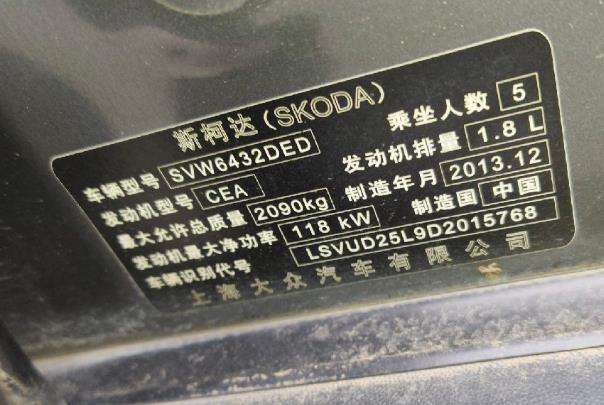 斯柯达(SKODA)
车辆型号 SVW6432DED 乘坐人数 5
发动机型号 CEA 发动机排量 1.8 L
最大允许总质量 2090kg 制造年月 2013.12
发动机最大净功率 118 kW 制造国 中国
车辆识别代号 LSVUD25L9D2015768
上海大众汽车有限公司